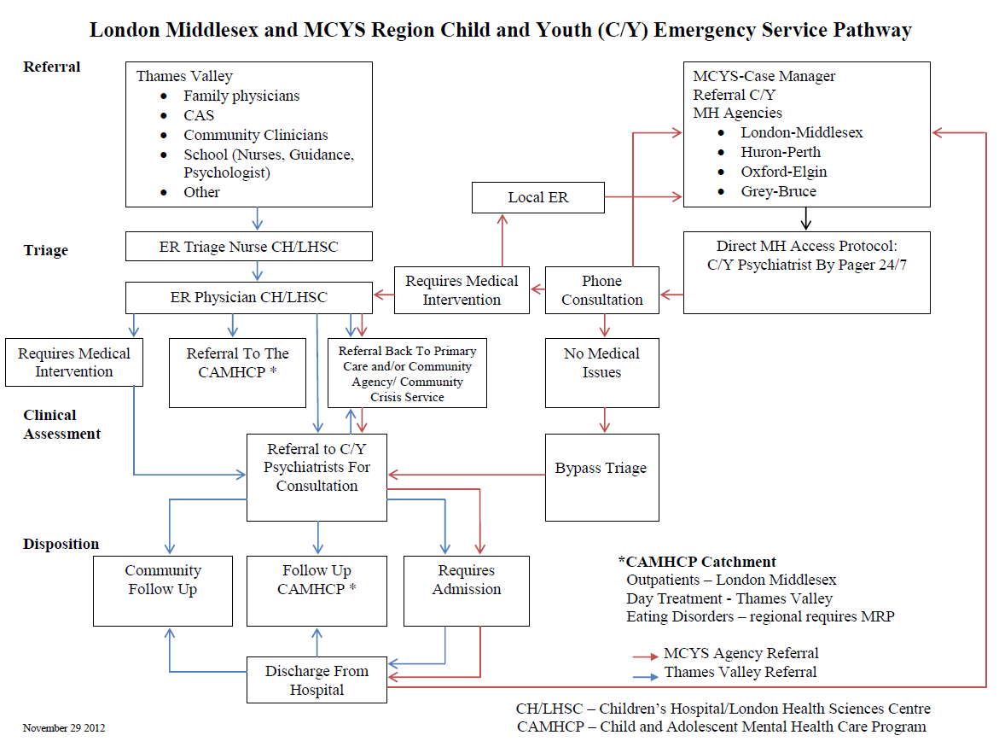 London Middlesex and MCYS Region Child and Youth (C/Y) Emergency Service Pathway
Referral
Thames Valley
• Family physicians
• CAS
• Community Clinicians
• School (Nurses, Guidance,
Psychologist)
• Other
MCYS-Case Manager
Referral C/Y
MH Agencies
• London-Middlesex
• Huron-Perth
• Oxford-Elgin
• Grey-Bruce
Local ER
Triage
ER Triage Nurse CH/LHSC
Direct MH Access Protocol:
C/Y Psychiatrist By Pager 24/7
ER Physician CH/LHSC
Requires Medical
Intervention
Phone
Consultation
Requires Medical
Intervention
Referral To The
CAMHCP *
Referral Back To Primary
Care and/or Community
Agency/ Community
Crisis Service
No Medical
Issues
Clinical
Assessment
Referral to C/Y
Psychiatrists For
Consultation
Bypass Triage
Disposition
Community
Follow Up
Follow Up
CAMHCP *
Requires
Admission
*CAMHCP Catchment
Outpatients – London Middlesex
Day Treatment - Thames Valley
Eating Disorders – regional requires MRP
MCYS Agency Referral
Thames Valley Referral
Discharge From
Hospital
CH/LHSC – Children's Hospital/London Health Sciences Centre
CAMHCP – Child and Adolescent Mental Health Care Program
November 29 2012